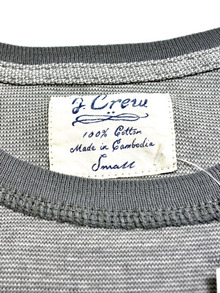 J. Crew
100% Cotton
Made in Cambodia
Small